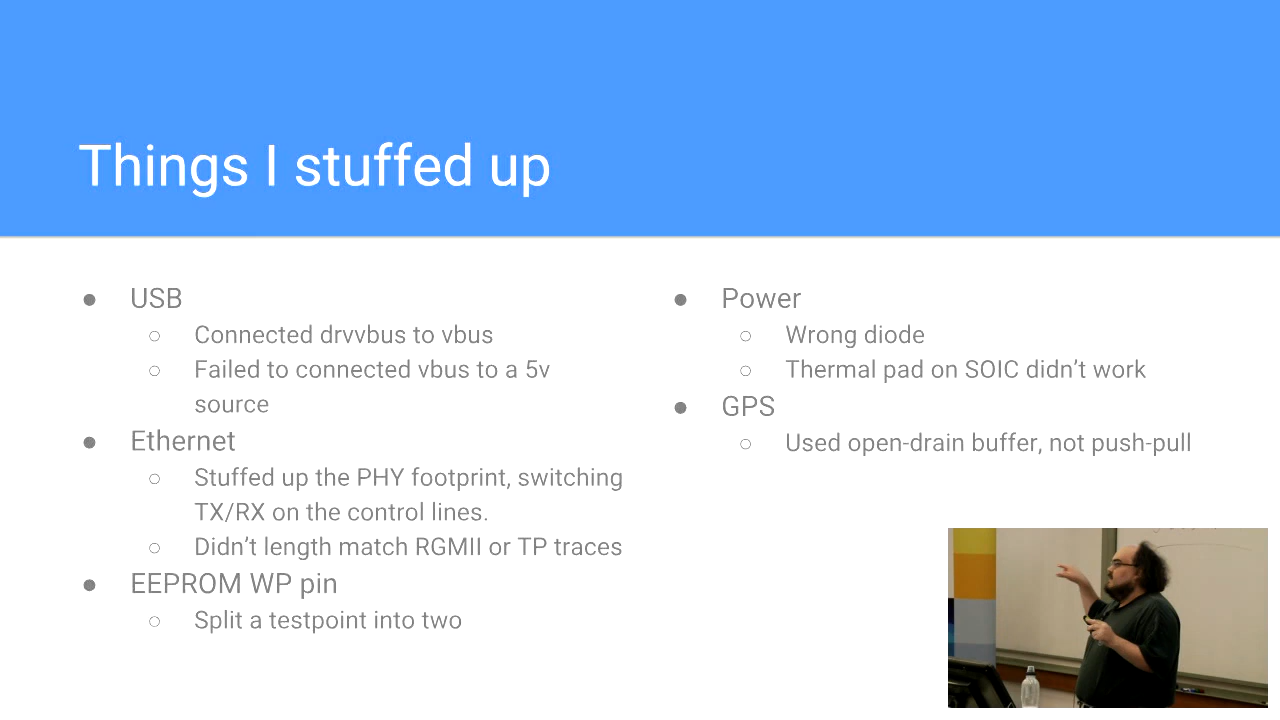 Things I stuffed up
● USB
○ Connected drvvbus to vbus
○ Failed to connected vbus to a 5v
source
● Ethernet
○ Stuffed up the PHY footprint, switching
TX/RX on the control lines.
○ Didn’t length match RGMII or TP traces
● EEPROM WP pin
○ Split a testpoint into two
● Power
○ Wrong diode
○ Thermal pad on SOIC didn’t work
● GPS
○ Used open-drain buffer, not push-pull